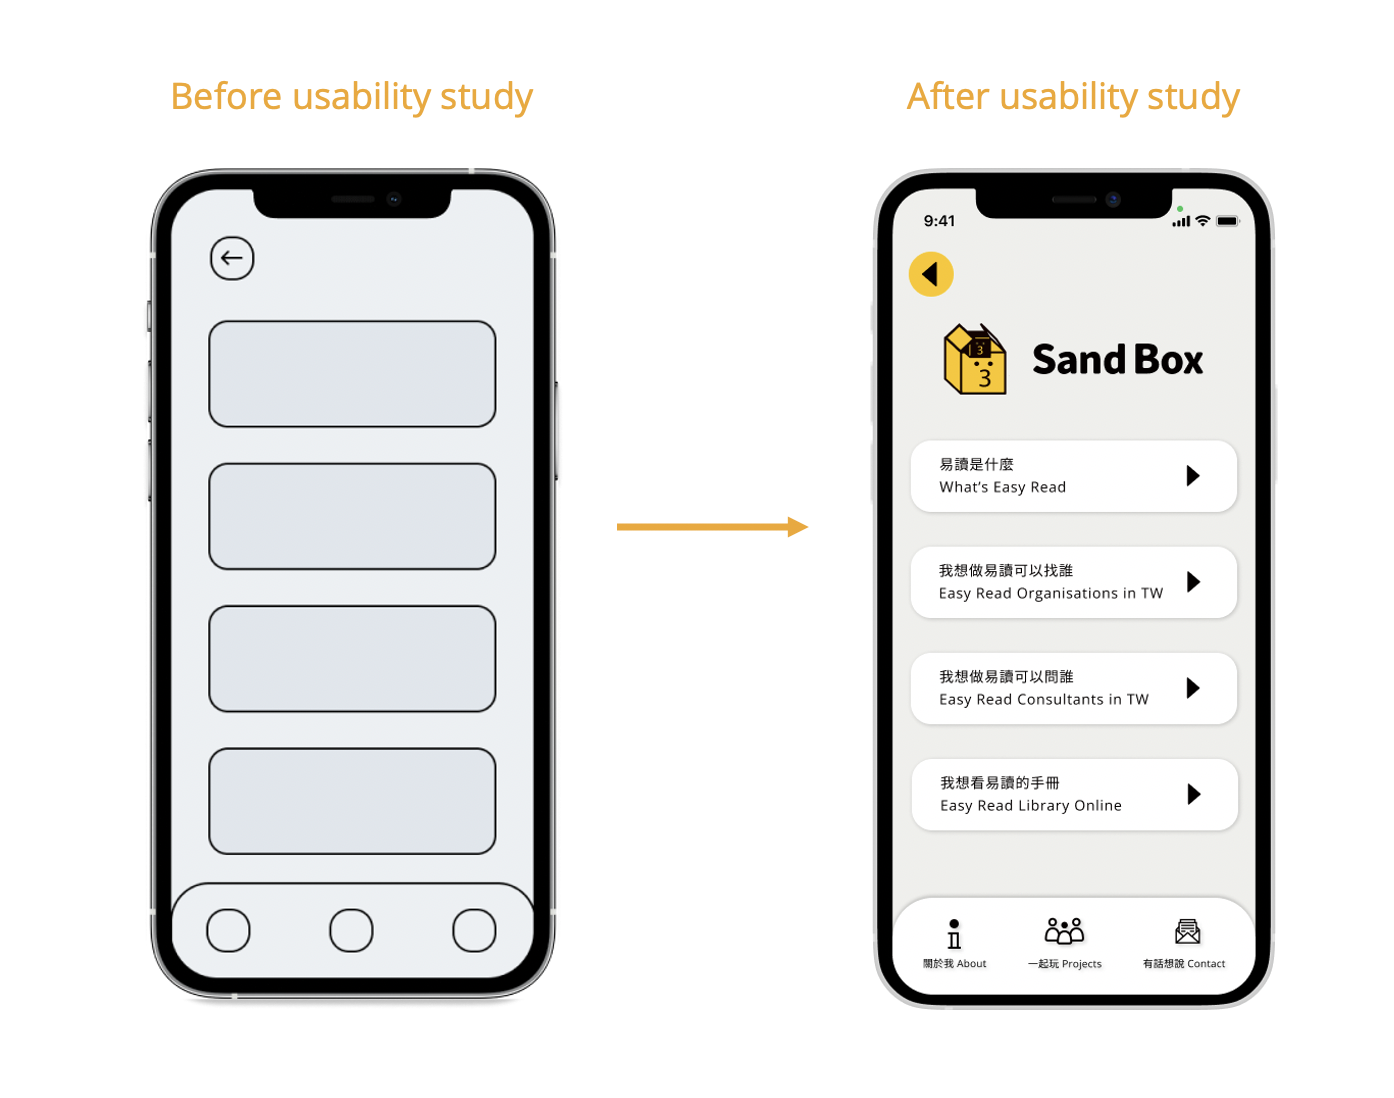 Before usability study
After usability study
9:41
3
3
Sand Box
易讀是什麼
What's Easy Read
我想做易讀可以找誰
Easy Read Organisations in TW
我想做易讀可以問誰
Easy Read Consultants in TW
我想看易讀的手冊
Easy Read Library Online
關於我 About
一起玩 Projects
有話想說 Contact